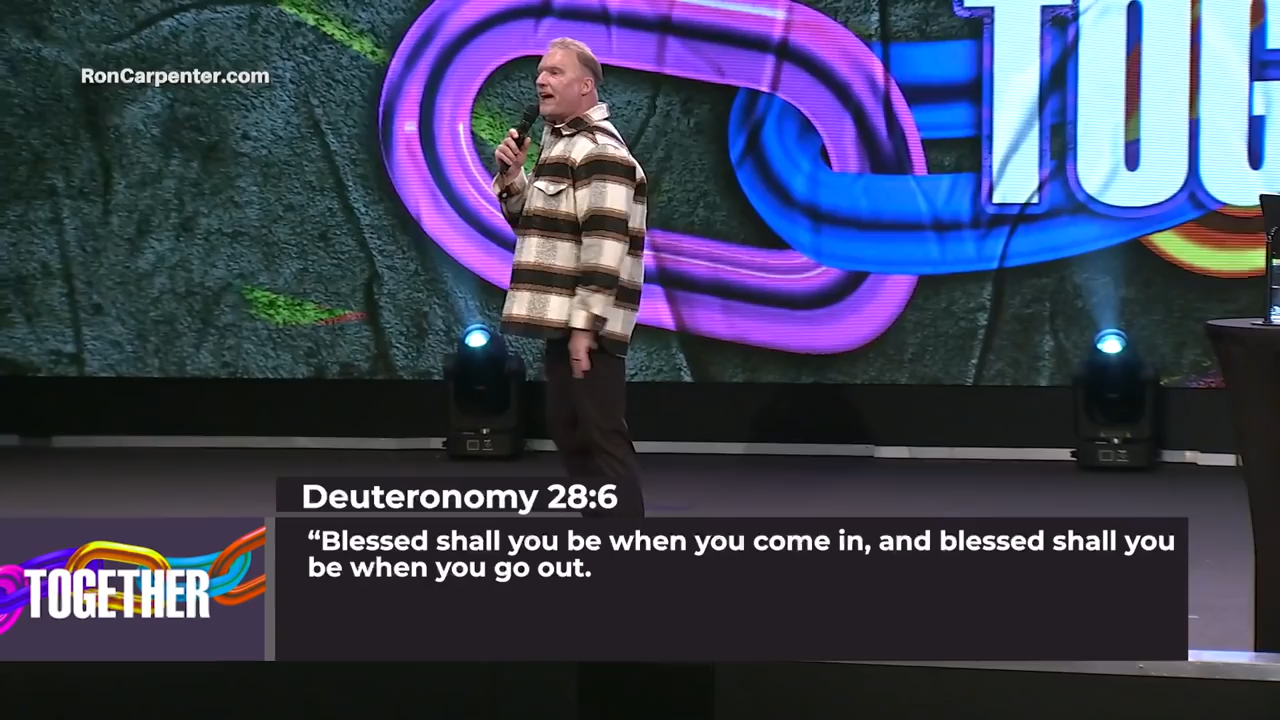 RonCarpenter.com
TOG
Deuteronomy 28:6
“Blessed shall you be when you come in, and blessed shall you
be when you go out.
TOGETHER